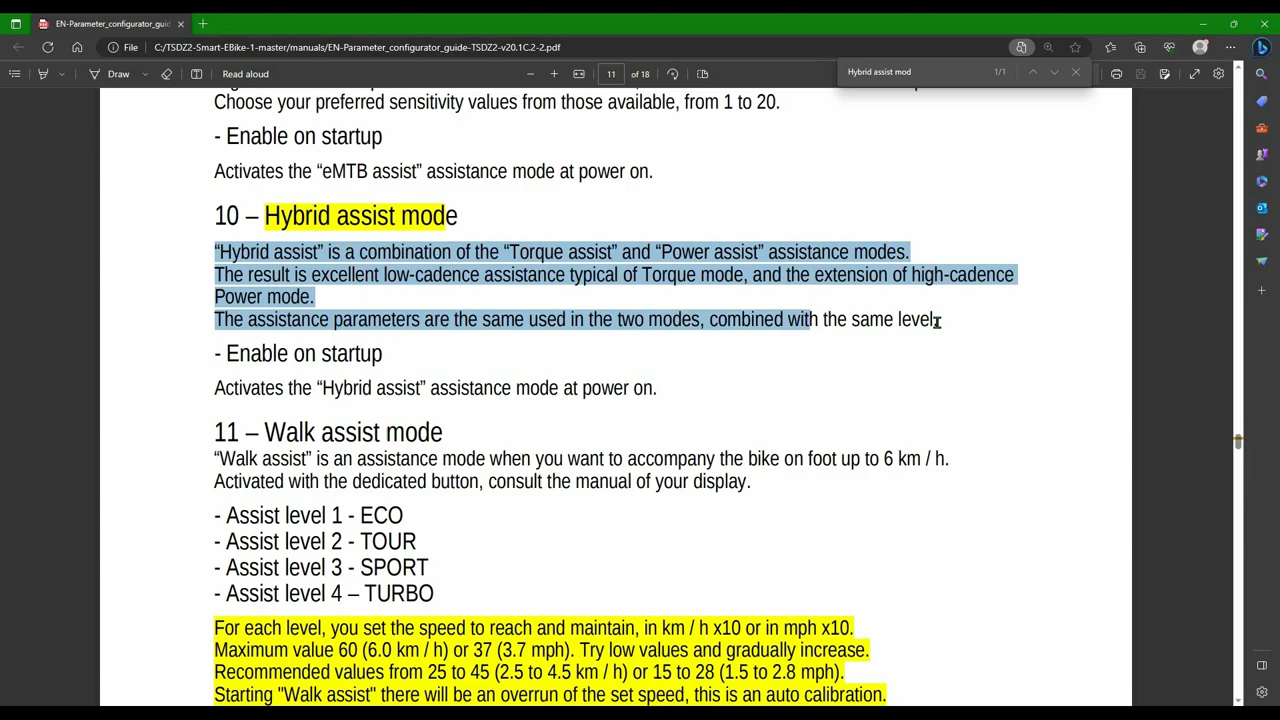 EN-Parameter_configurator_guid
File
C:/TSDZ2-Smart-EBike-1-master/manuals/EN-Parameter_configurator_guide-TSDZ2-v20.1C.2-2.pdf
Draw
Read aloud
11 of 18
Hybrid assist mod
1/1
Choose your preferred sensitivity values from those available, from 1 to 20.
- Enable on startup
Activates the “eMTB assist” assistance mode at power on.
10 – Hybrid assist mode
“Hybrid assist” is a combination of the “Torque assist” and “Power assist” assistance modes.
The result is excellent low-cadence assistance typical of Torque mode, and the extension of high-cadence
Power mode.
The assistance parameters are the same used in the two modes, combined with the same level.
- Enable on startup
Activates the “Hybrid assist” assistance mode at power on.
11 – Walk assist mode
“Walk assist” is an assistance mode when you want to accompany the bike on foot up to 6 km / h.
Activated with the dedicated button, consult the manual of your display.
- Assist level 1 - ECO
- Assist level 2 - TOUR
- Assist level 3 - SPORT
- Assist level 4 – TURBO
For each level, you set the speed to reach and maintain, in km / h x10 or in mph x10.
Maximum value 60 (6.0 km / h) or 37 (3.7 mph). Try low values and gradually increase.
Recommended values from 25 to 45 (2.5 to 4.5 km / h) or 15 to 28 (1.5 to 2.8 mph).
Starting "Walk assist" there will be an overrun of the set speed, this is an auto calibration.